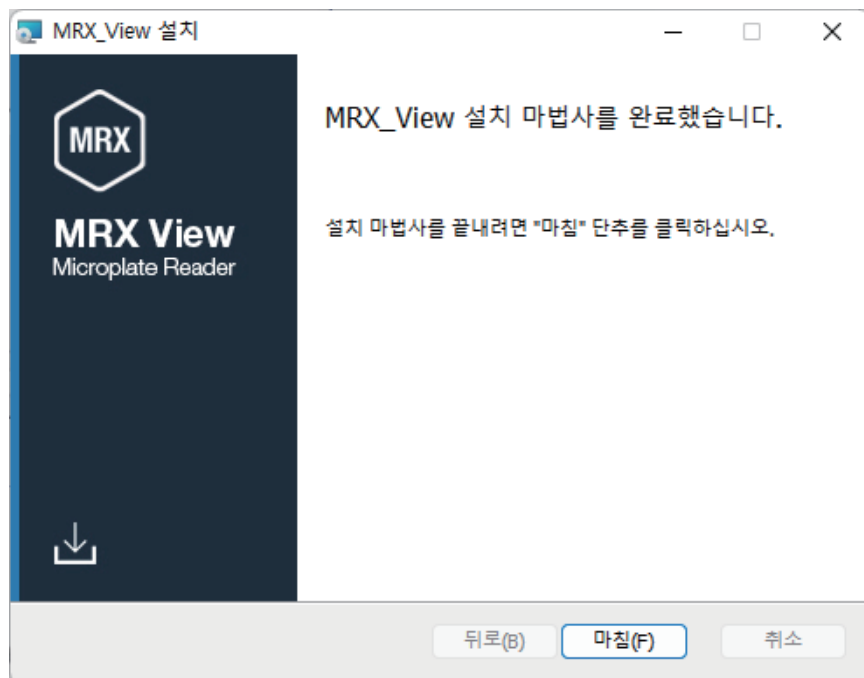 MRX_View 설치
MRX
MRX View
Microplate Reader
MRX_View 설치 마법사를 완료했습니다.
설치 마법사를 끝내려면 "마침" 단추를 클릭하십시오.
뒤로(B)
마침(F)
취소